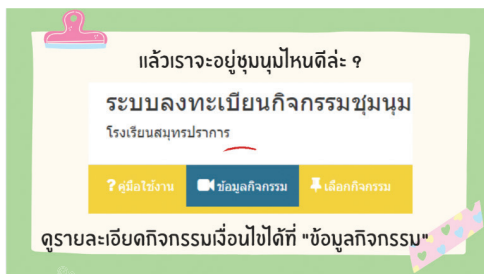 แล้วเราจะอยู่ชุมนุมไหนดีล่ะ ?
ระบบลงทะเบียนกิจกรรมชุมนุม
โรงเรียนสมุทรปราการ
? คู่มือใช้งาน ข้อมูลกิจกรรม เลือกกิจกรรม
ดูรายละเอียดกิจกรรมเงื่อนไขได้ที่ "ข้อมูลกิจกรรม"